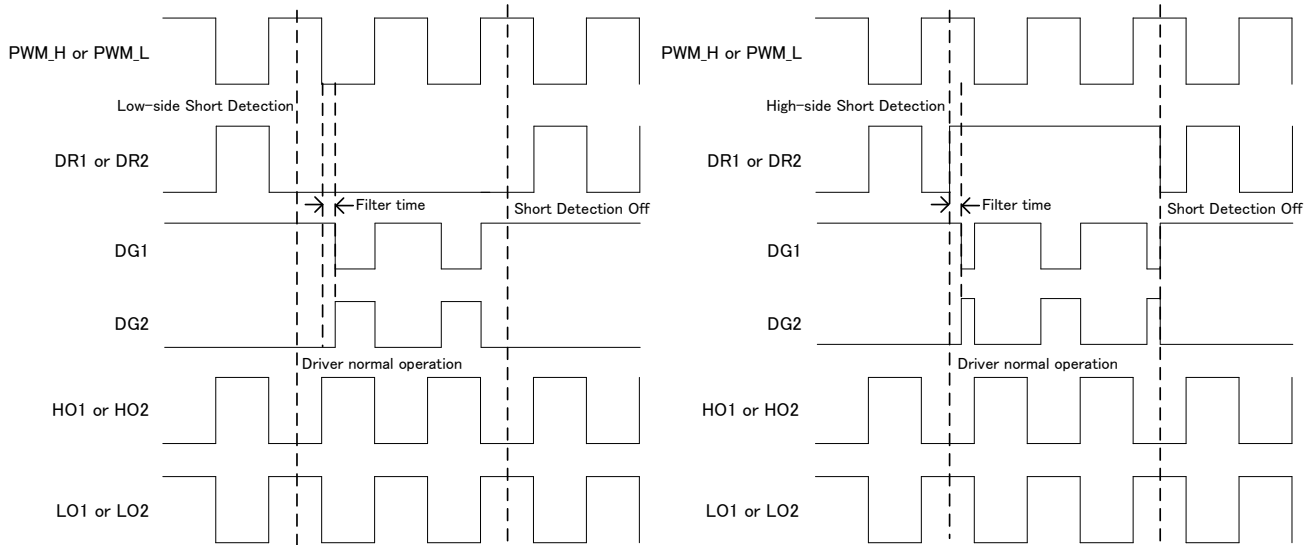 PWM_H or PWM_L
Low-side Short Detection
DR1 or DR2
Filter time
Short Detection Off
DG1
DG2
Driver normal operation
HO1 or HO2
LO1 or LO2
PWM_H or PWM_L
High-side Short Detection
DR1 or DR2
Filter time
Short Detection Off
DG1
DG2
Driver normal operation
HO1 or HO2
LO1 or LO2